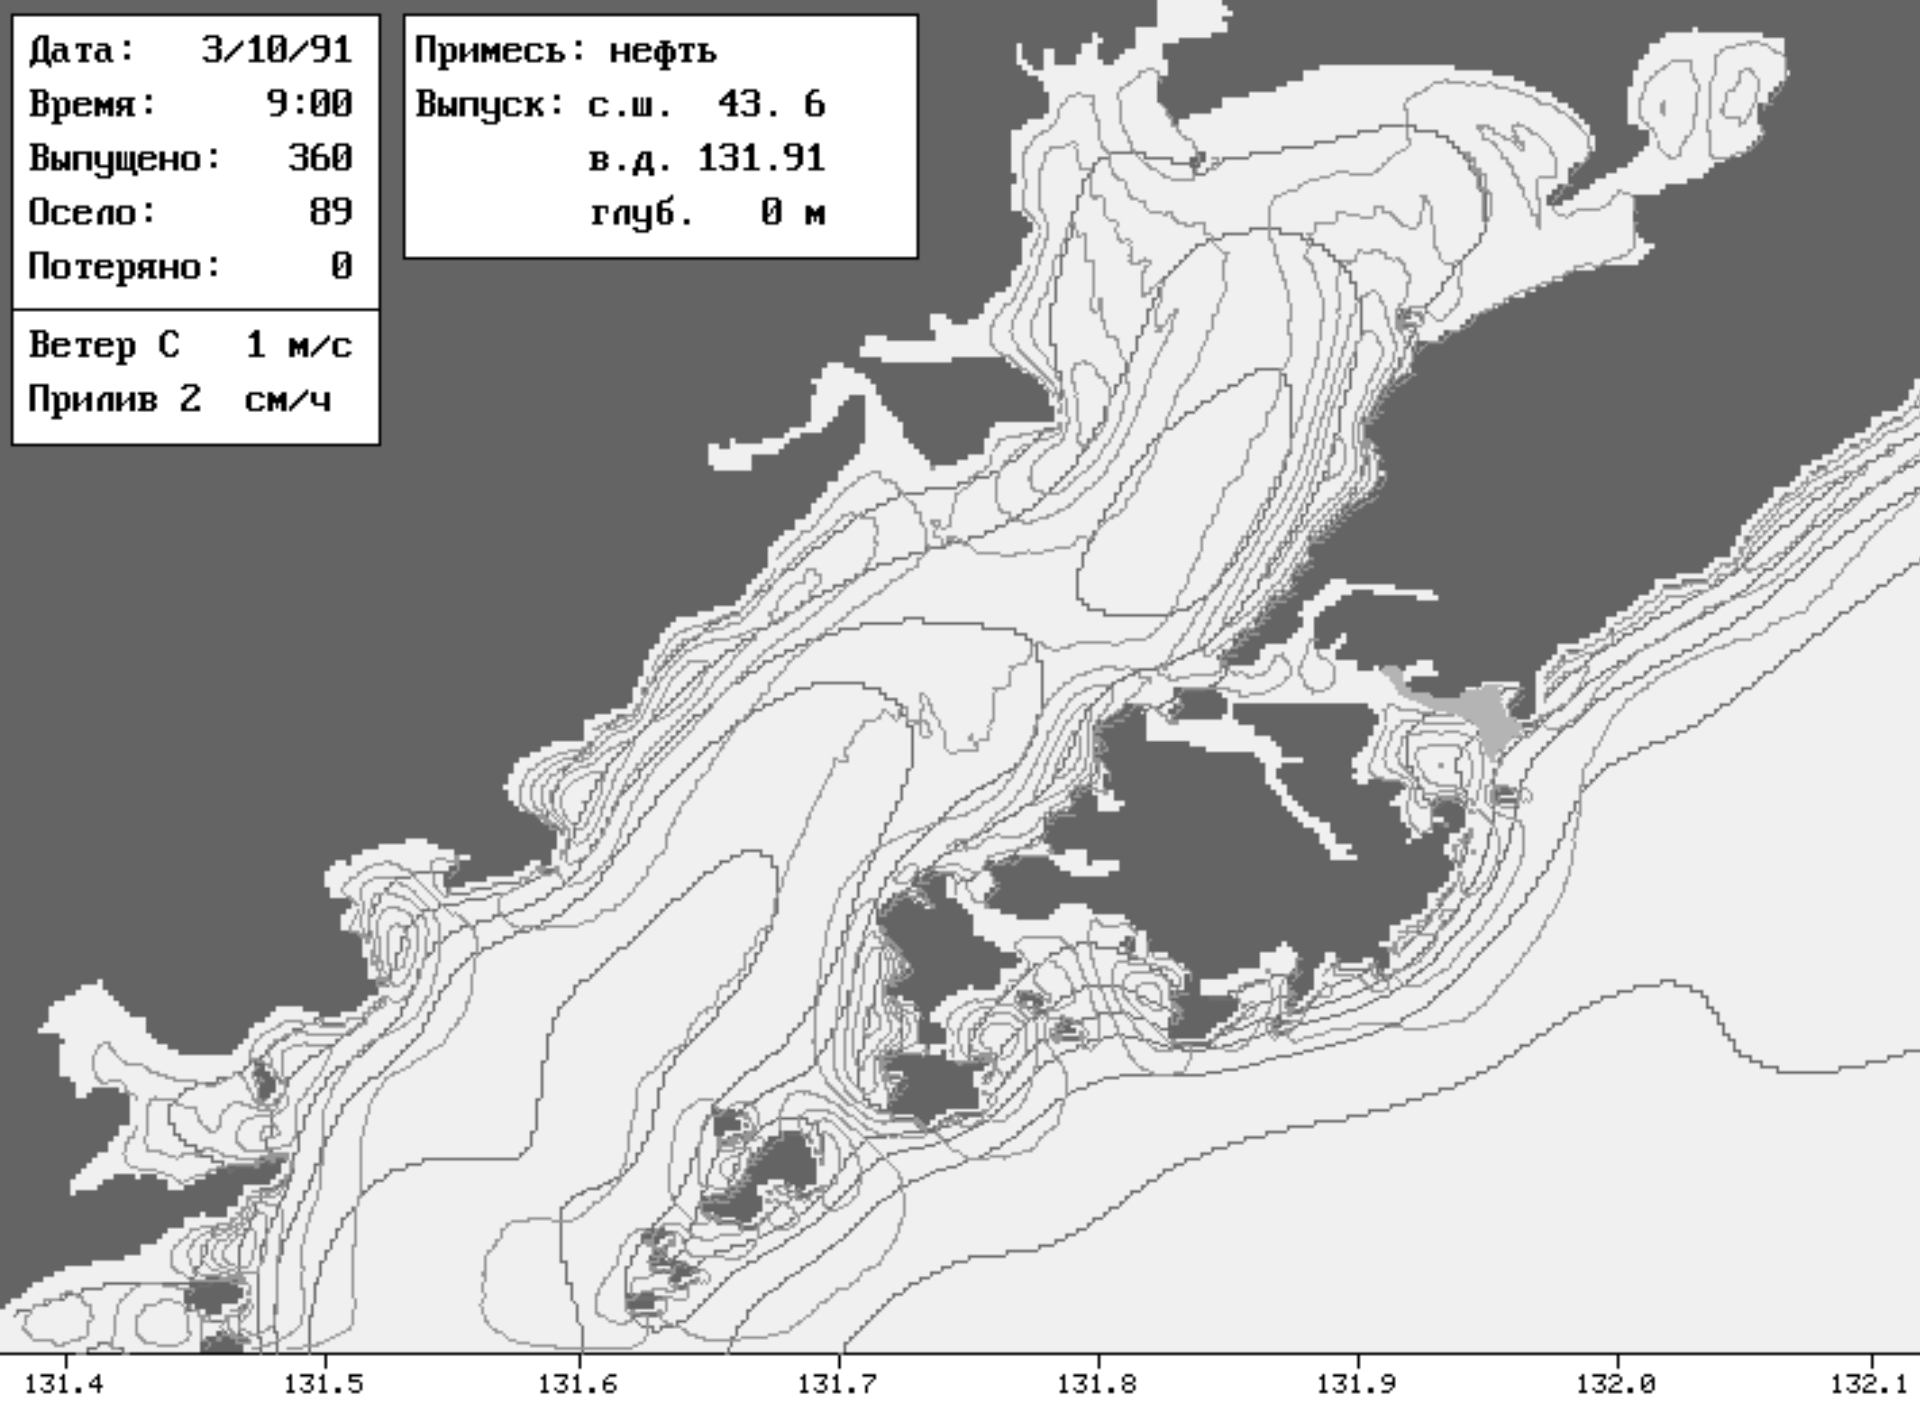 Дата: 3/10/91
Время: 9:00
Выпущено: 360
Осело: 89
Потеряно: 0
Ветер С 1 м/с
Прилив 2 см/ч
Примесь: нефть
Выпуск: с.ш. 43. 6
в.д. 131.91
глуб. 0 м
131.4 131.5 131.6 131.7 131.8 131.9 132.0 132.1